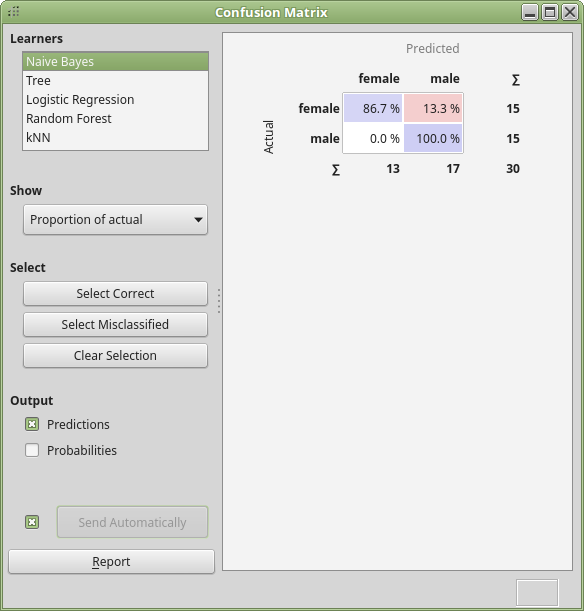 Confusion Matrix
Learners
Naive Bayes
Tree
Logistic Regression
Random Forest
kNN
Show
Proportion of actual
Select
Select Correct
Select Misclassified
Clear Selection
Output
Predictions
Probabilities
Send Automatically
Report
Predicted
female male ∑
Actual
female 86.7 % 13.3 % 15
male 0.0 % 100.0 % 15
∑ 13 17 30